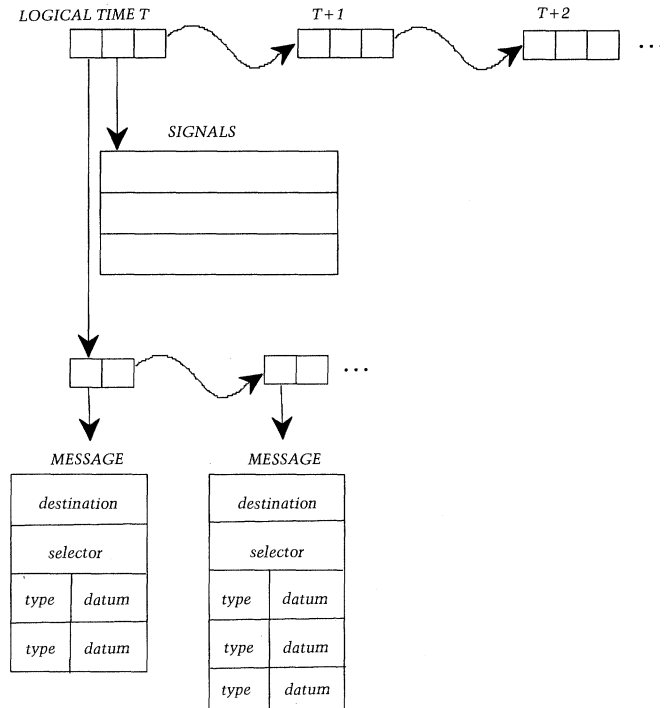 LOGICAL TIME T T+1 T+2
...
SIGNALS
...
MESSAGE MESSAGE
destination destination
selector selector
type datum type datum
type datum type datum
type datum